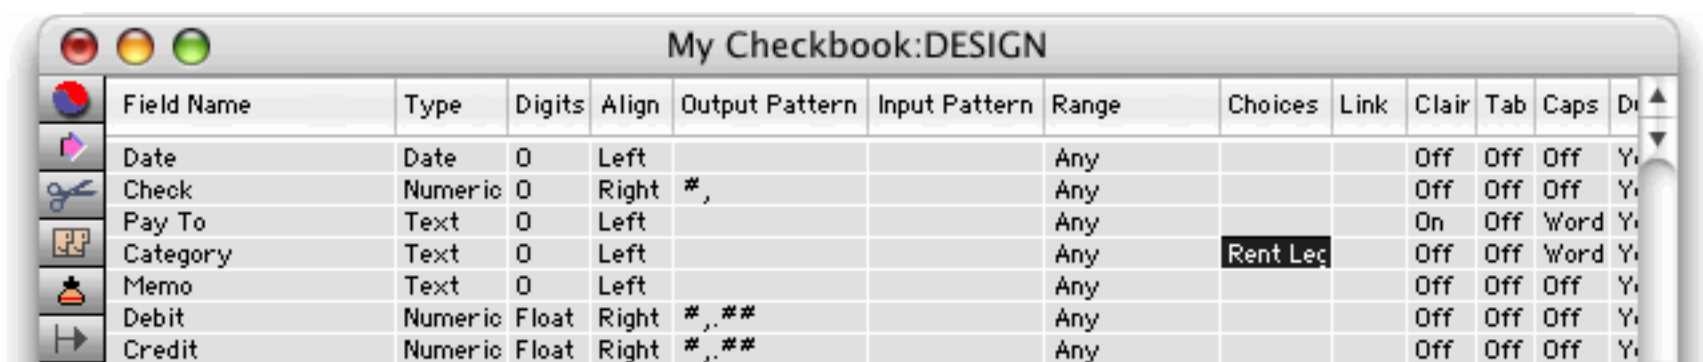 My Checkbook:DESIGN
Field Name Type Digits Align Output Pattern Input Pattern Range Choices Link Clair Tab Caps
Date Date 0 Left Any Off Off Off
Check Numeric 0 Right #, Any Off Off Off
Pay To Text 0 Left Any On Off Word
Category Text 0 Left Any Rent Leg Off Off Word
Memo Text 0 Left Any Off Off Off
Debit Numeric Float Right #,.## Any Off Off Off
Credit Numeric Float Right #,.## Any Off Off Off